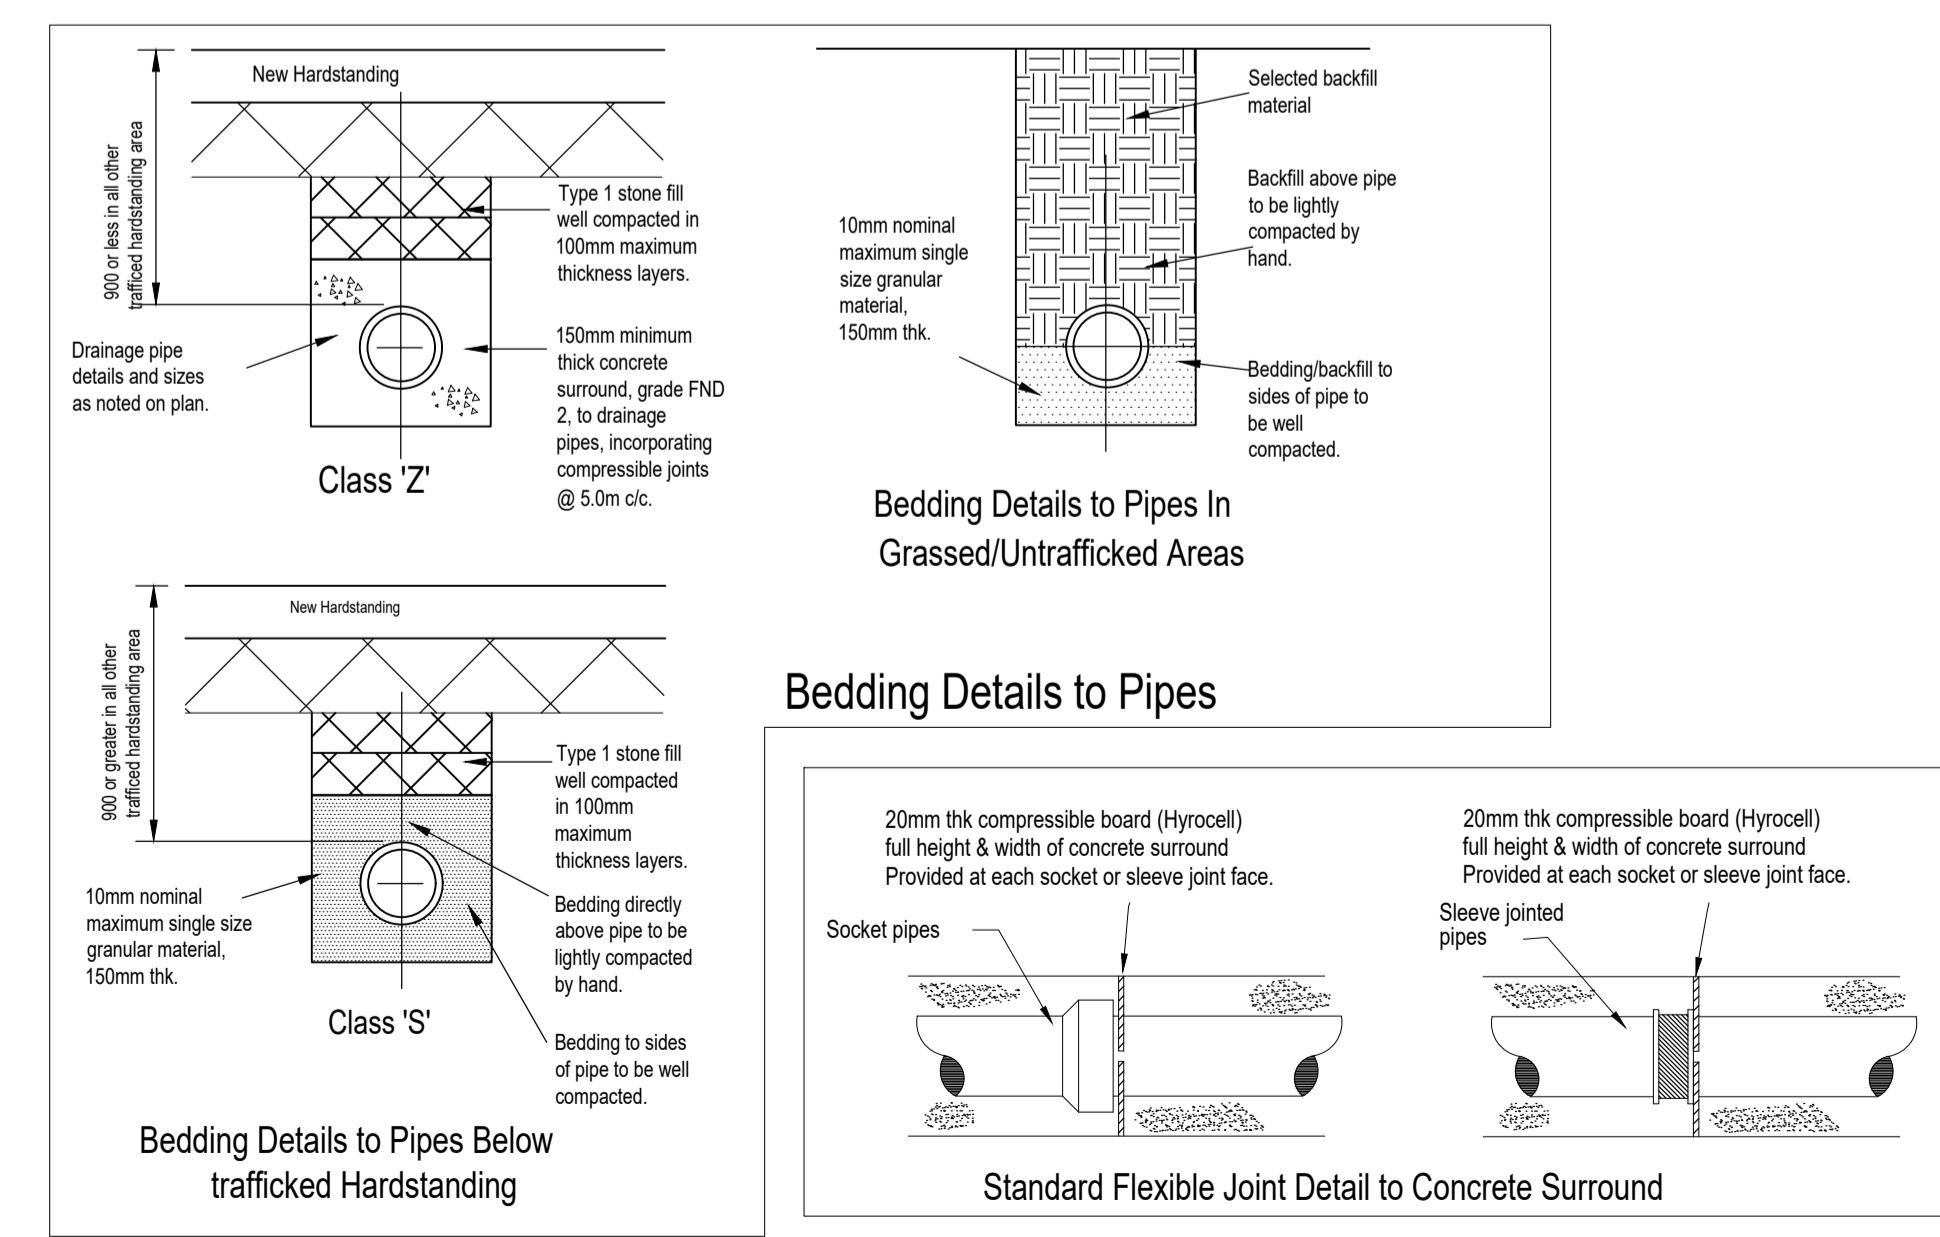 New Hardstanding
900 or less in all other
trafficed hardstanding area
Type 1 stone fill
well compacted in
100mm maximum
thickness layers.
Drainage pipe
details and sizes
as noted on plan.
150mm minimum
thick concrete
surround, grade FND
2, to drainage
pipes, incorporating
compressible joints
@ 5.0m c/c.
Class 'Z'
Selected backfill
material
Backfill above pipe
to be lightly
compacted by
hand.
10mm nominal
maximum single
size granular
material,
150mm thk.
Bedding/backfill to
sides of pipe to
be well
compacted.
Bedding Details to Pipes In
Grassed/Untrafficked Areas
New Hardstanding
900 or greater in all other
trafficed hardstanding area
Type 1 stone fill
well compacted
in 100mm
maximum
thickness layers.
10mm nominal
maximum single size
granular material,
150mm thk.
Bedding directly
above pipe to be
lightly compacted
by hand.
Class 'S'
Bedding to sides
of pipe to be well
compacted.
Bedding Details to Pipes Below
trafficked Hardstanding
Bedding Details to Pipes
20mm thk compressible board (Hyrocell)
full height & width of concrete surround
Provided at each socket or sleeve joint face.
Socket pipes
20mm thk compressible board (Hyrocell)
full height & width of concrete surround
Provided at each socket or sleeve joint face.
Sleeve jointed
pipes
Standard Flexible Joint Detail to Concrete Surround